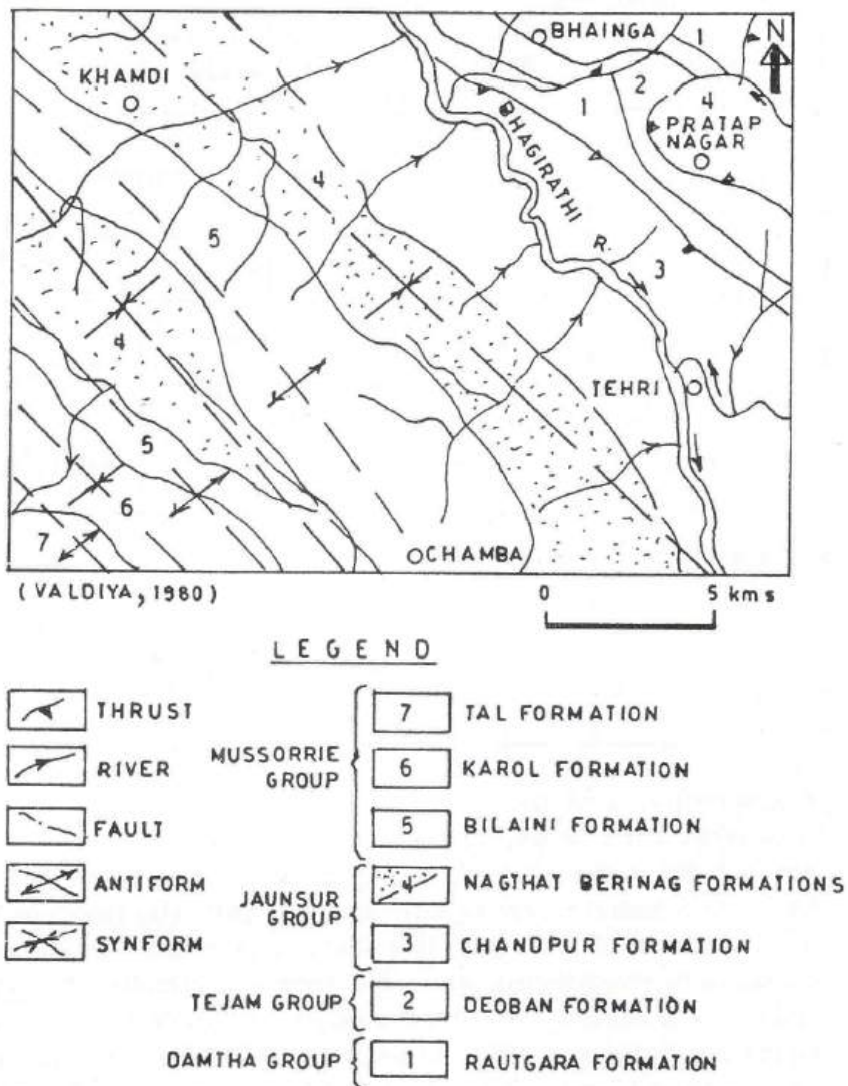 BHAINGA
1
N
KHAMDI
2
1
4
PRATAP
NAGAR
BHAGIRATHI
R.
4
5
3
4
TEHRI
5
6
7
CHAMBA
(VALDIYA, 1980)
0 5 kms
LEGEND
THRUST
RIVER
FAULT
ANTIFORM
SYNFORM
MUSSORRIE
GROUP
7 TAL FORMATION
6 KAROL FORMATION
5 BILAINI FORMATION
JAUNSUR
GROUP
4 NAGTHAT BERINAG FORMATIONS
3 CHANDPUR FORMATION
TEJAM GROUP
2 DEOBAN FORMATION
DAMTHA GROUP
1 RAUTGARA FORMATION